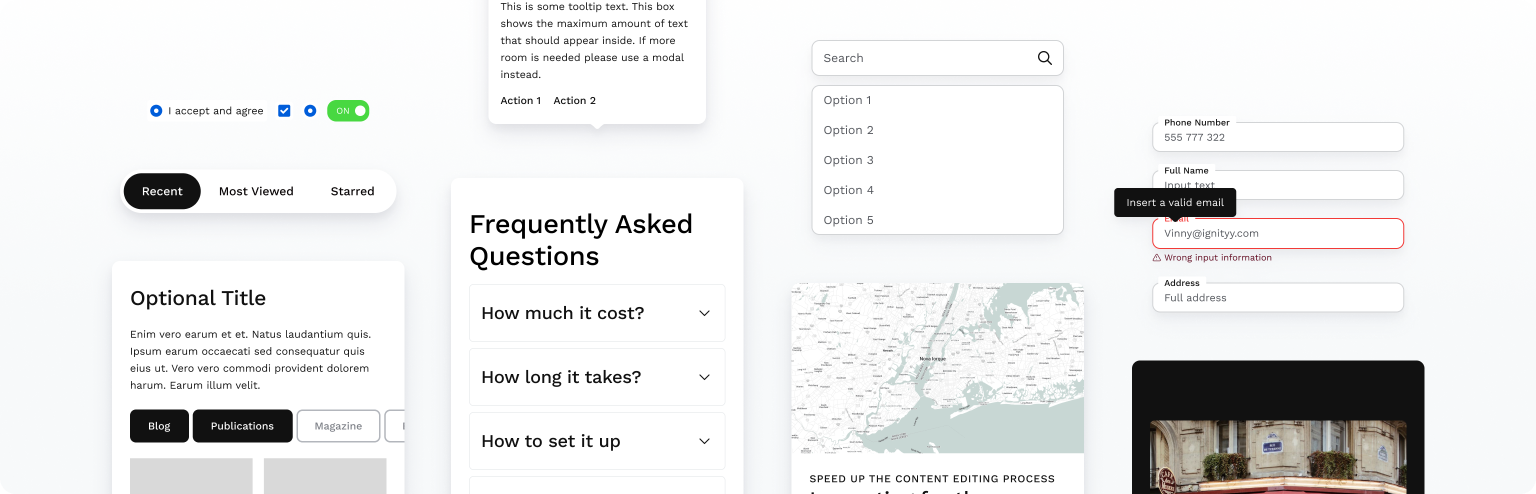 I accept and agree
ON
Recent
Most Viewed
Starred
Optional Title
Enim vero earum et et. Natus laudantium quis.
Ipsum earum occaecati sed consequatur quis
eius ut. Vero vero commodi provident dolorem
harum. Earum illum velit.
Blog
Publications
Magazine
This is some tooltip text. This box
shows the maximum amount of text
that should appear inside. If more
room is needed please use a modal
instead.
Action 1
Action 2
Frequently Asked
Questions
How much it cost?
How long it takes?
How to set it up
Search
Option 1
Option 2
Option 3
Option 4
Option 5
Nova Iorque
SPEED UP THE CONTENT EDITING PROCESS
Phone Number
555 777 322
Full Name
Input text
Insert a valid email
Email
Vinny@ignityy.com
Wrong input information
Address
Full address